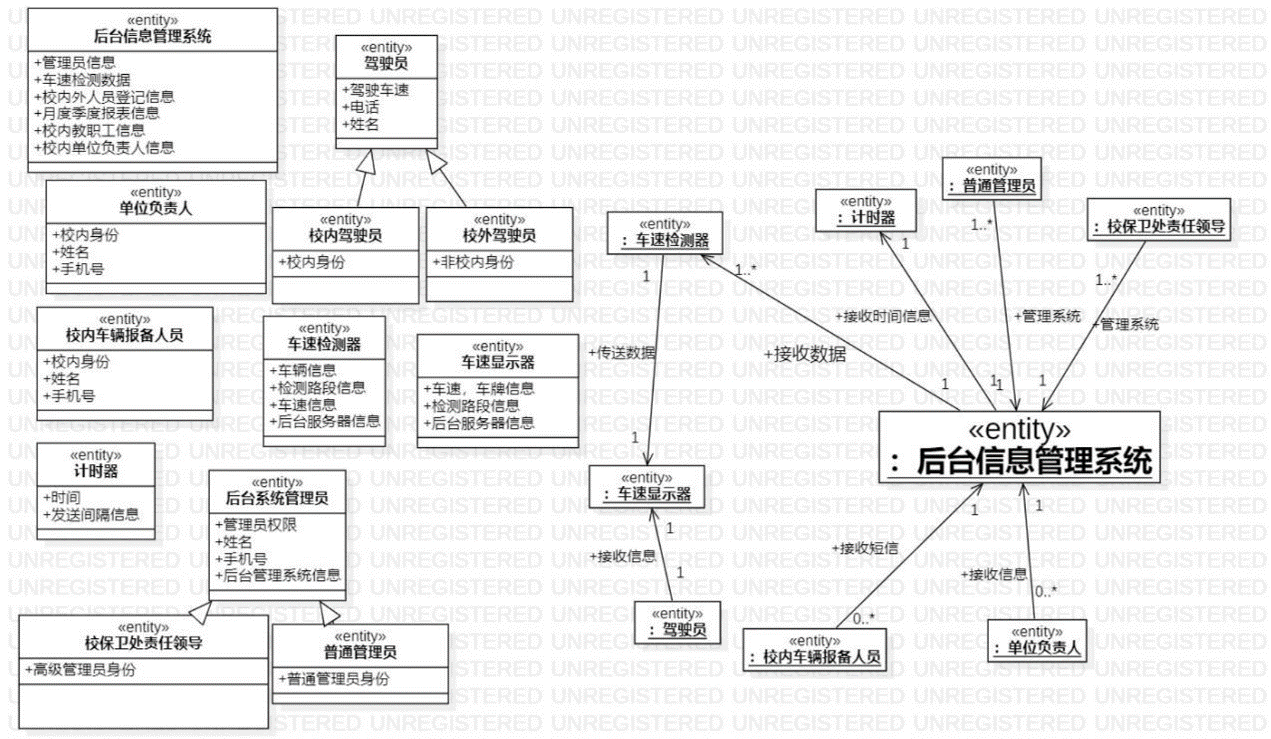 «entity»
后台信息管理系统
+管理员信息
+车速检测数据
+校内外人员登记信息
+月度季度报表信息
+校内教职工信息
+校内单位负责人信息
«entity»
驾驶员
+驾驶车速
+电话
+姓名
«entity»
单位负责人
+校内身份
+姓名
+手机号
«entity»
校内驾驶员
+校内身份
«entity»
校外驾驶员
+非校内身份
«entity»
校内车辆报备人员
+校内身份
+姓名
+手机号
«entity»
车速检测器
+车辆信息
+检测路段信息
+车速信息
+后台服务器信息
«entity»
车速显示器
+车速，车牌信息
+检测路段信息
+后台服务器信息
«entity»
计时器
+时间
+发送间隔信息
«entity»
后台系统管理员
+管理员权限
+姓名
+手机号
+后台管理系统信息
«entity»
校保卫处责任领导
+高级管理员身份
«entity»
普通管理员
+普通管理员身份
«entity»
：车速检测器
«entity»
：计时器
«entity»
：普通管理员
«entity»
：校保卫处责任领导
1
1..*
1
1..*
1..*
+传送数据
+接收数据
+接收时间信息
+管理系统
+管理系统
1
1
1
1
1
«entity»
：后台信息管理系统
«entity»
：车速显示器
1
+接收信息
1
«entity»
：驾驶员
1
+接收短信
0..*
«entity»
：校内车辆报备人员
1
+接收信息
0..*
«entity»
：单位负责人
UNREGISTERED UNREGISTERED UNREGISTERED UNREGISTERED UNREGISTERED UNREGISTERED UNREGISTERED